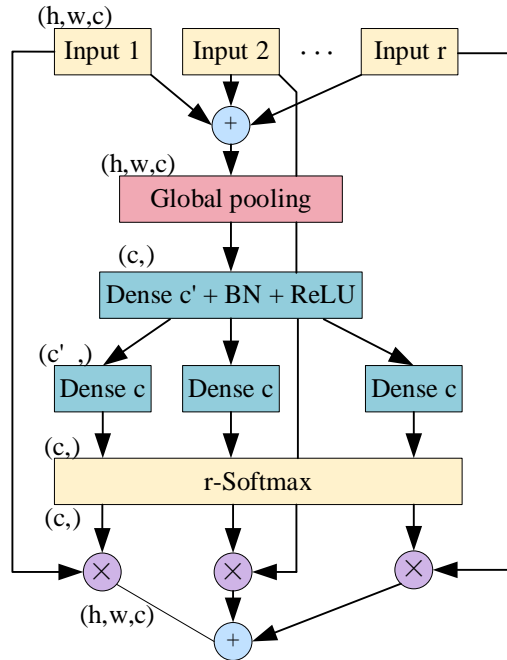 (h,w,c)
Input 1
Input 2
. . .
Input r
+
(h,w,c)
Global pooling
(c,)
Dense c' + BN + ReLU
(c' ,)
Dense c
Dense c
Dense c
(c,)
r-Softmax
(c,)
×
×
×
(h,w,c)
+